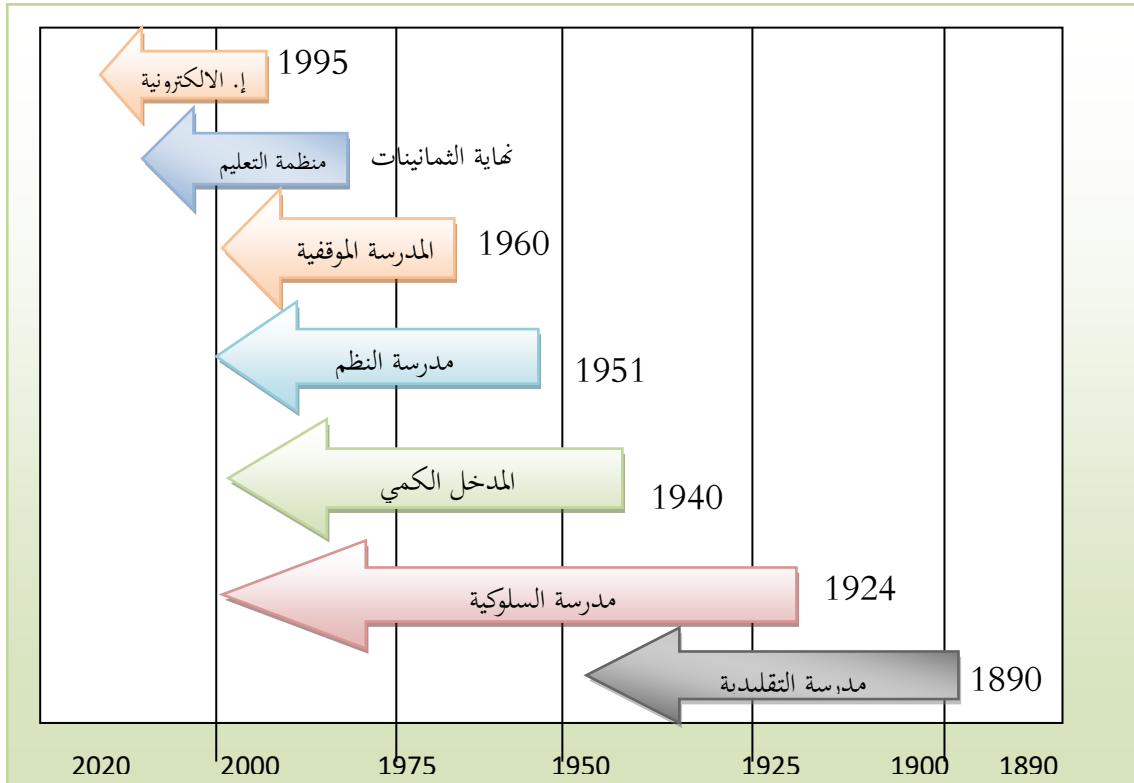 1995
إ. الالكترونية
نهاية الثمانينات
منظمة التعليم
1960
المدرسة الموقفية
1951
مدرسة النظم
1940
المدخل الكمي
1924
مدرسة السلوكية
1890
مدرسة التقليدية
1890 1900 1925 1950 1975 2000 2020